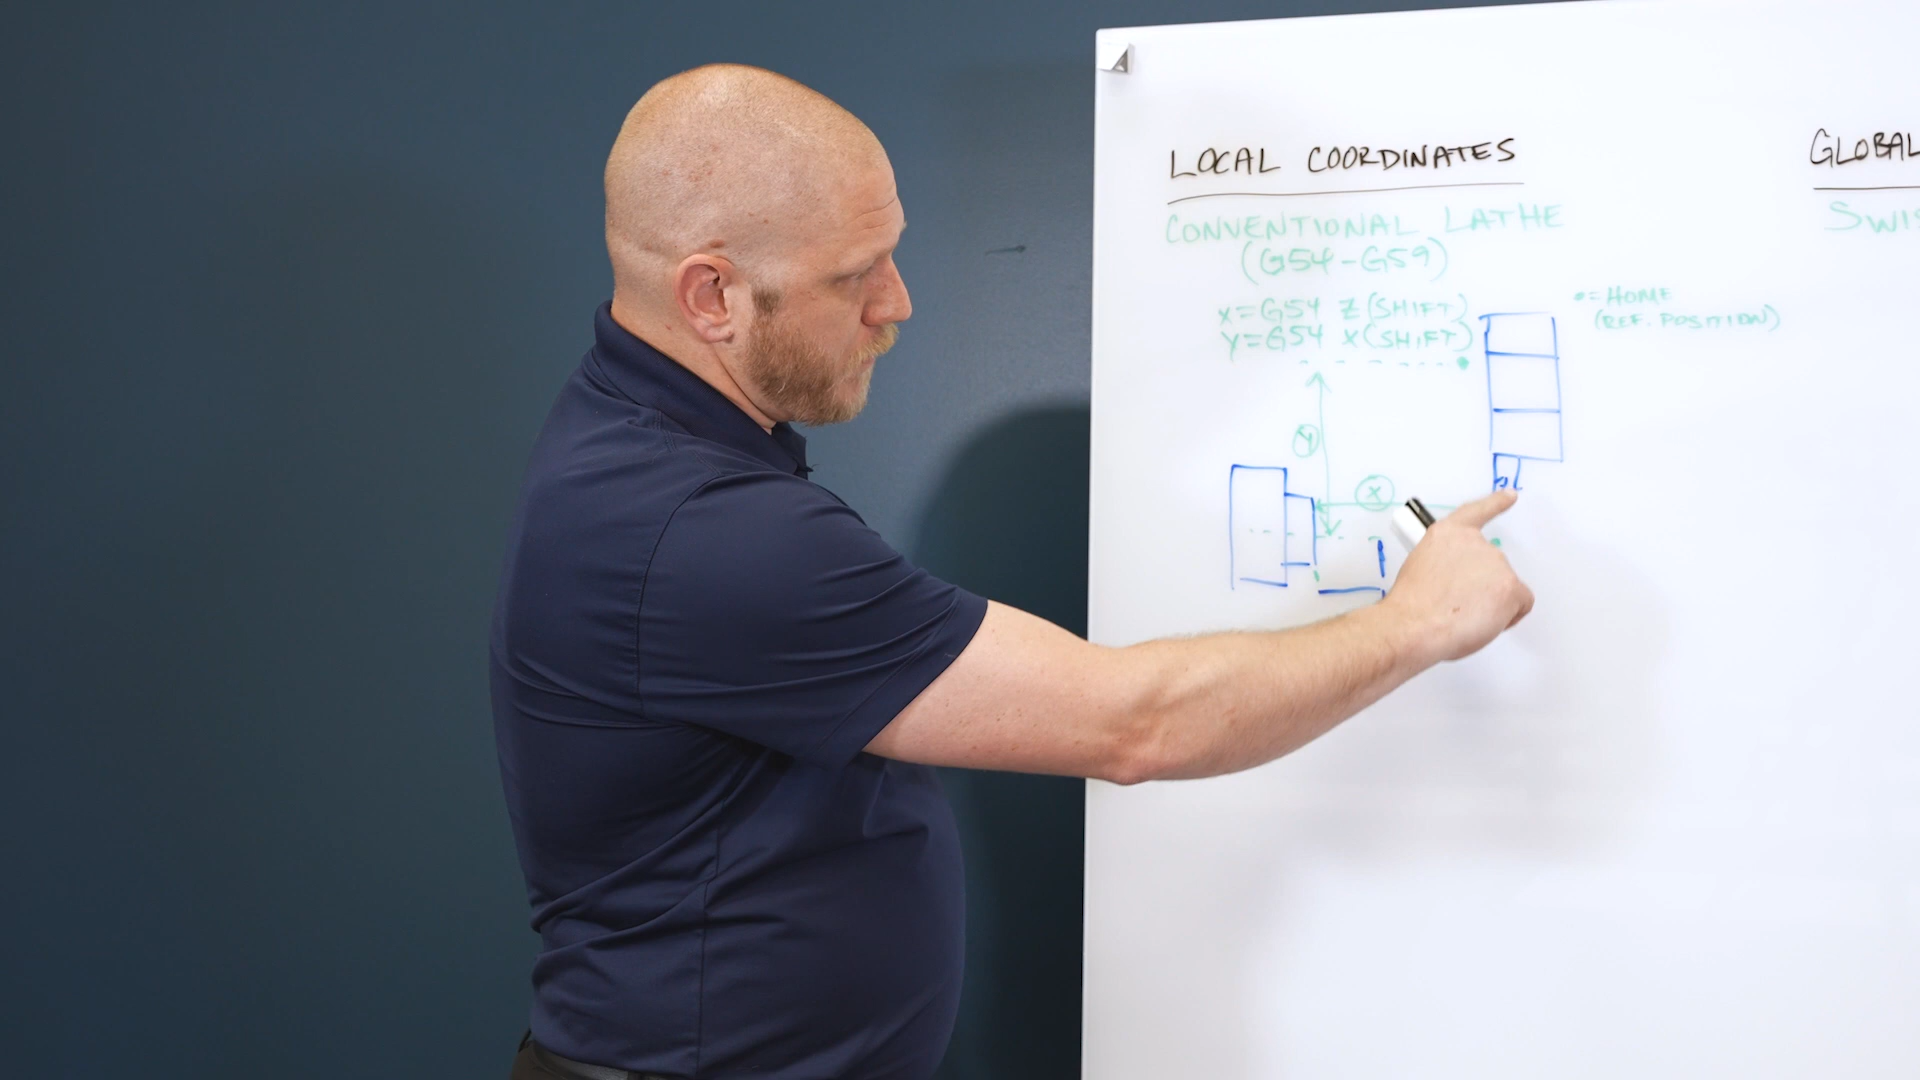 LOCAL COORDINATES
CONVENTIONAL LATHE
(G54-G59)
X=G54 Z(SHIFT)
Y=G54 X(SHIFT)
•=HOME
(REF. POSITION)
Y
X
GLOBAL
SWIS